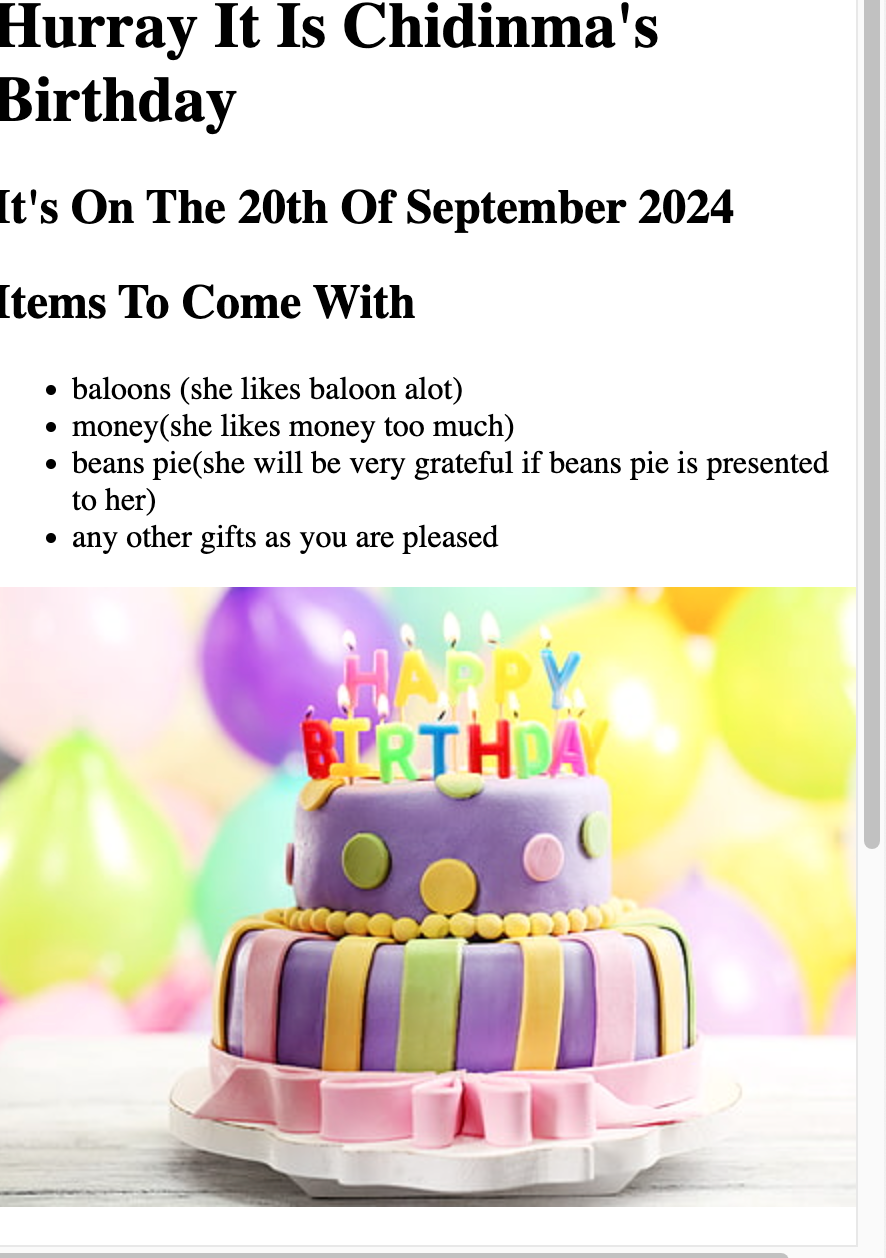 Hurray It Is Chidinma's
Birthday
It's On The 20th Of September 2024
Items To Come With
baloons (she likes baloon alot)
money(she likes money too much)
beans pie(she will be very grateful if beans pie is presented
to her)
any other gifts as you are pleased
HAPPY
BIRTHDAY